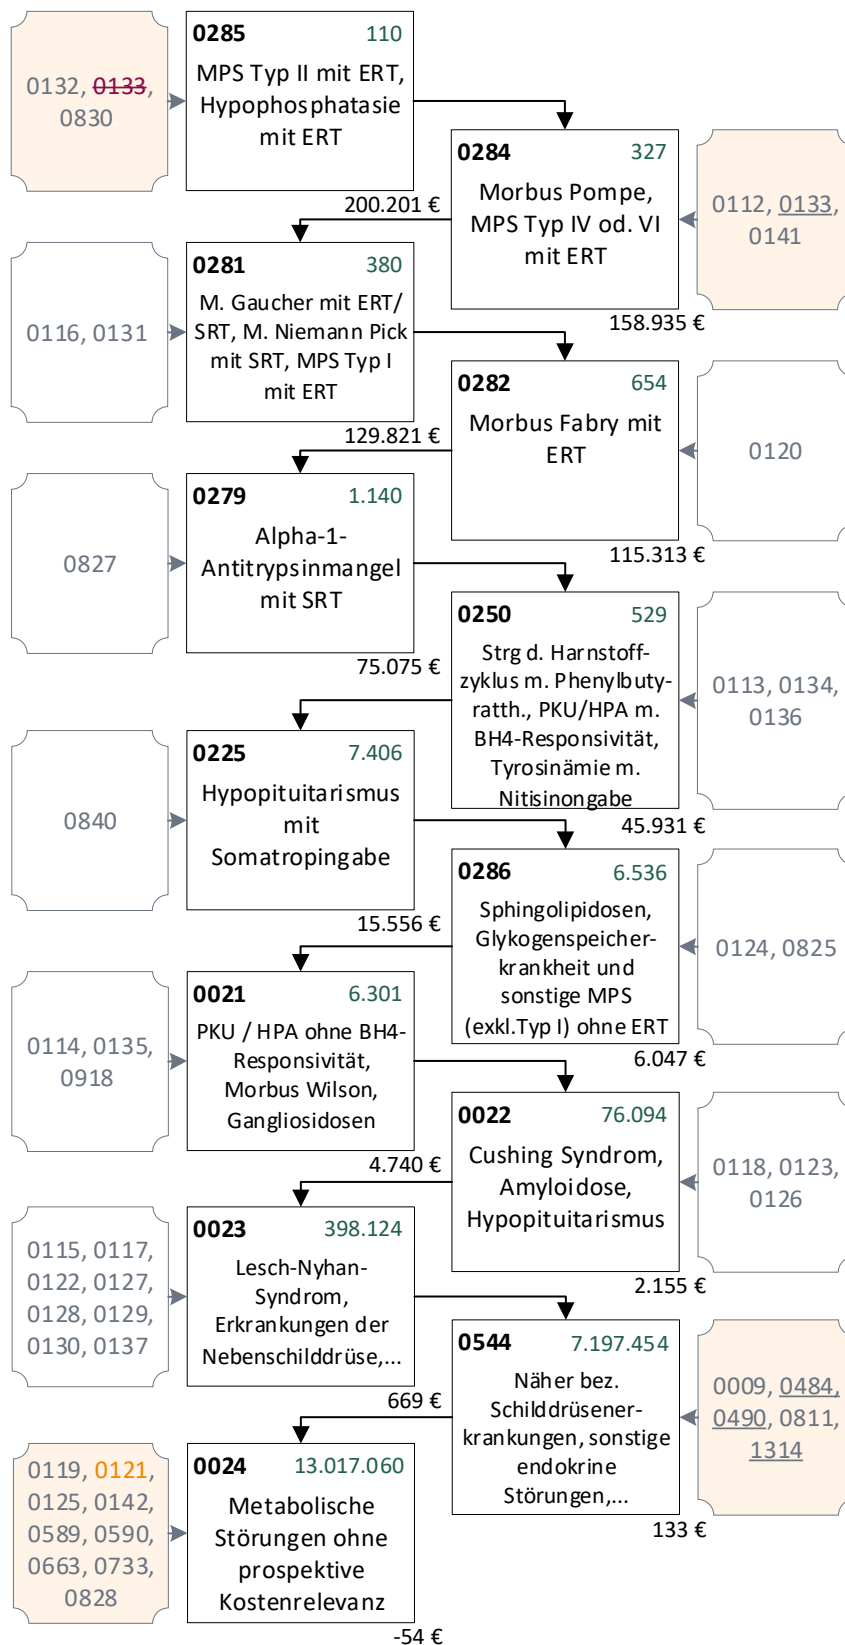 0132, 0133,
0830
0285 110
MPS Typ II mit ERT,
Hypophosphatasie
mit ERT
200.201 €
0284 327
Morbus Pompe,
MPS Typ IV od. VI
mit ERT
158.935 €
0112, 0133,
0141
0116, 0131
0281 380
M. Gaucher mit ERT/
SRT, M. Niemann Pick
mit SRT, MPS Typ I
mit ERT
129.821 €
0282 654
Morbus Fabry mit
ERT
115.313 €
0120
0827
0279 1.140
Alpha-1-
Antitrypsinmangel
mit SRT
75.075 €
0250 529
Strg d. Harnstoff-
zyklus m. Phenylbuty-
ratth., PKU/HPA m.
BH4-Responsivität,
Tyrosinämie m.
Nitisinongabe
45.931 €
0113, 0134,
0136
0840
0225 7.406
Hypopituitarismus
mit
Somatropingabe
15.556 €
0286 6.536
Sphingolipidosen,
Glykogenspeicher-
krankheit und
sonstige MPS
(exkl.Typ I) ohne ERT
6.047 €
0124, 0825
0114, 0135,
0918
0021 6.301
PKU / HPA ohne BH4-
Responsivität,
Morbus Wilson,
Gangliosidosen
4.740 €
0022 76.094
Cushing Syndrom,
Amyloidose,
Hypopituitarismus
2.155 €
0118, 0123,
0126
0115, 0117,
0122, 0127,
0128, 0129,
0130, 0137
0023 398.124
Lesch-Nyhan-
Syndrom,
Erkrankungen der
Nebenschilddrüse,...
669 €
0544 7.197.454
Näher bez.
Schilddrüsener-
krankungen, sonstige
endokrine
Störungen,...
133 €
0009, 0484,
0490, 0811,
1314
0119, 0121,
0125, 0142,
0589, 0590,
0663, 0733,
0828
0024 13.017.060
Metabolische
Störungen ohne
prospektive
Kostenrelevanz
-54 €